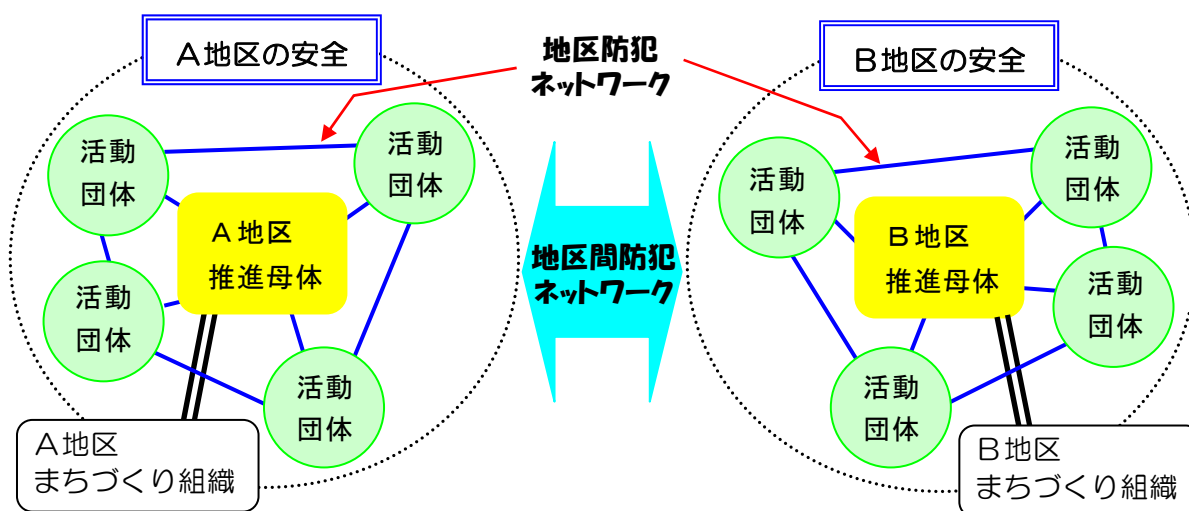 A地区の安全
地区防犯
ネットワーク
B地区の安全
活動
団体
活動
団体
A地区
推進母体
活動
団体
活動
団体
A地区
まちづくり組織
地区間防犯
ネットワーク
活動
団体
活動
団体
B地区
推進母体
活動
団体
活動
団体
B地区
まちづくり組織